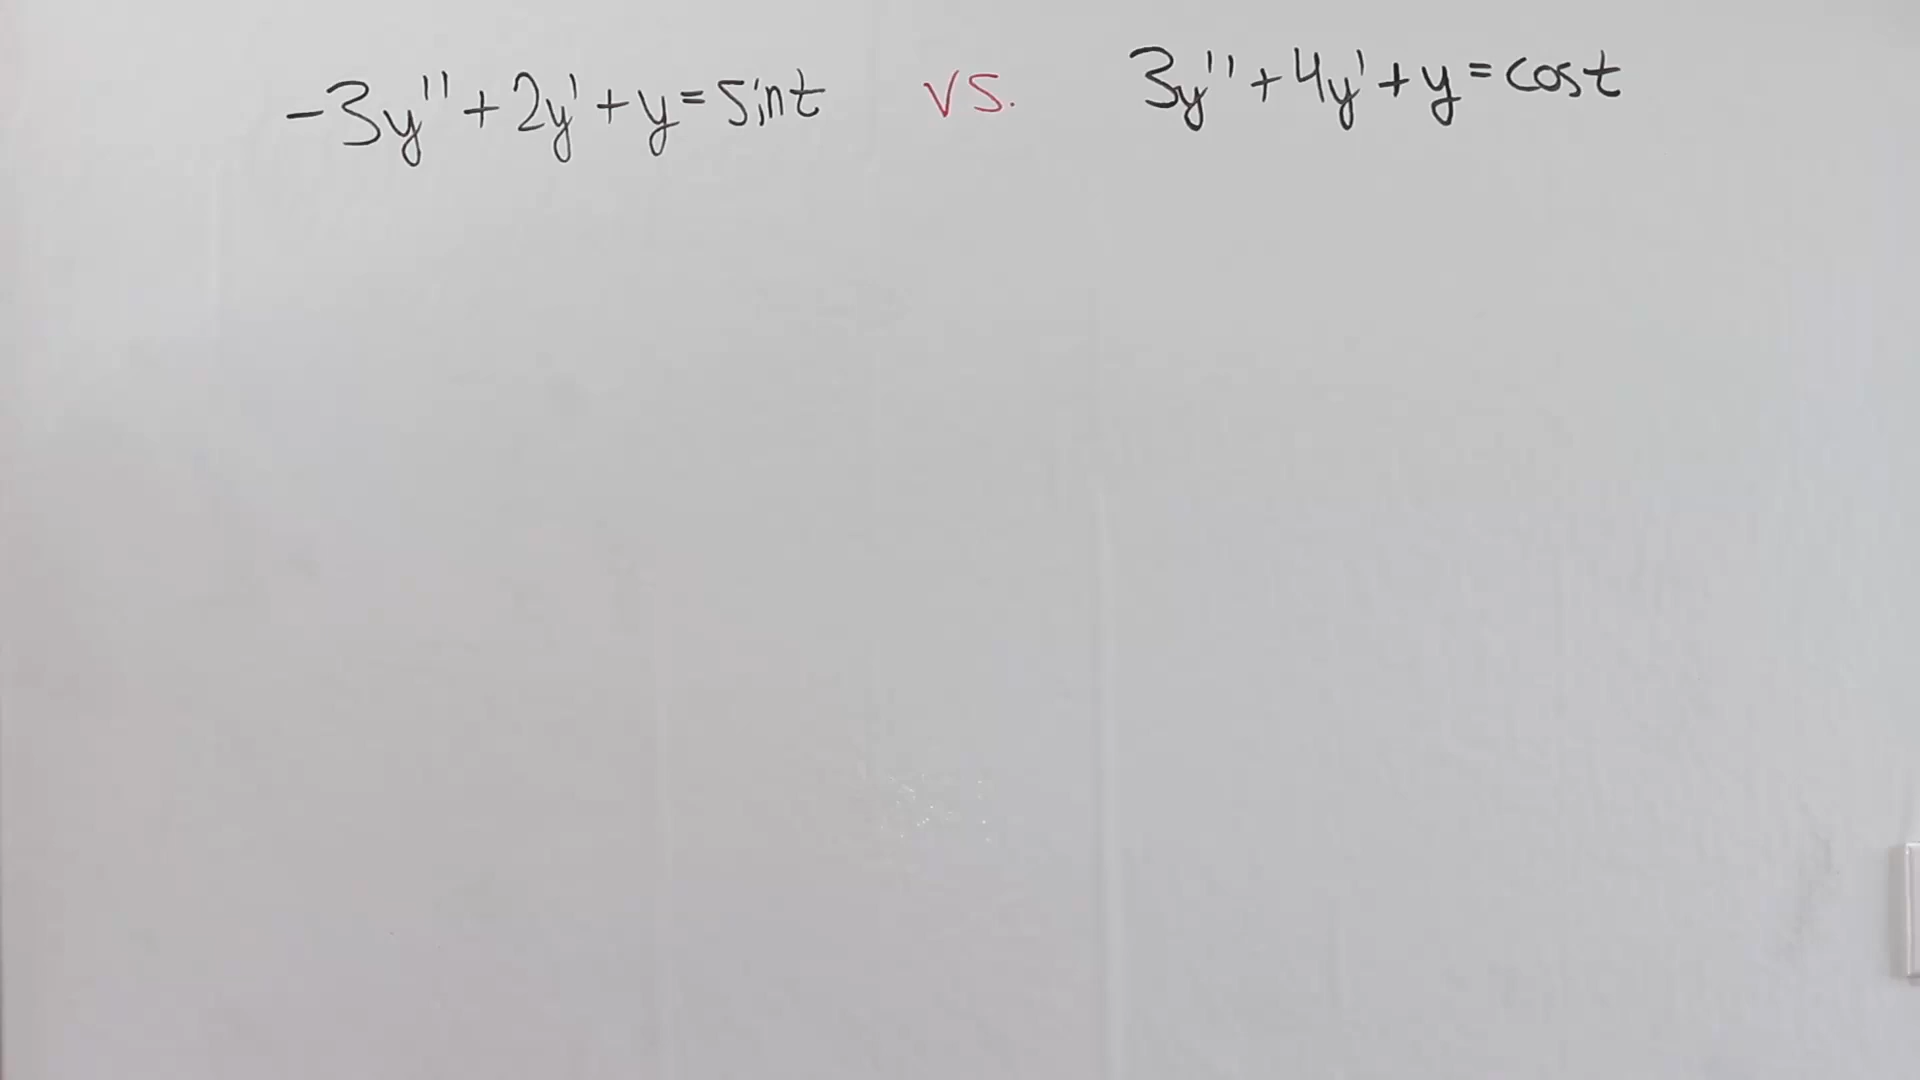 -3y'' + 2y' + y = sint vs. 3y'' + 4y' + y = cost